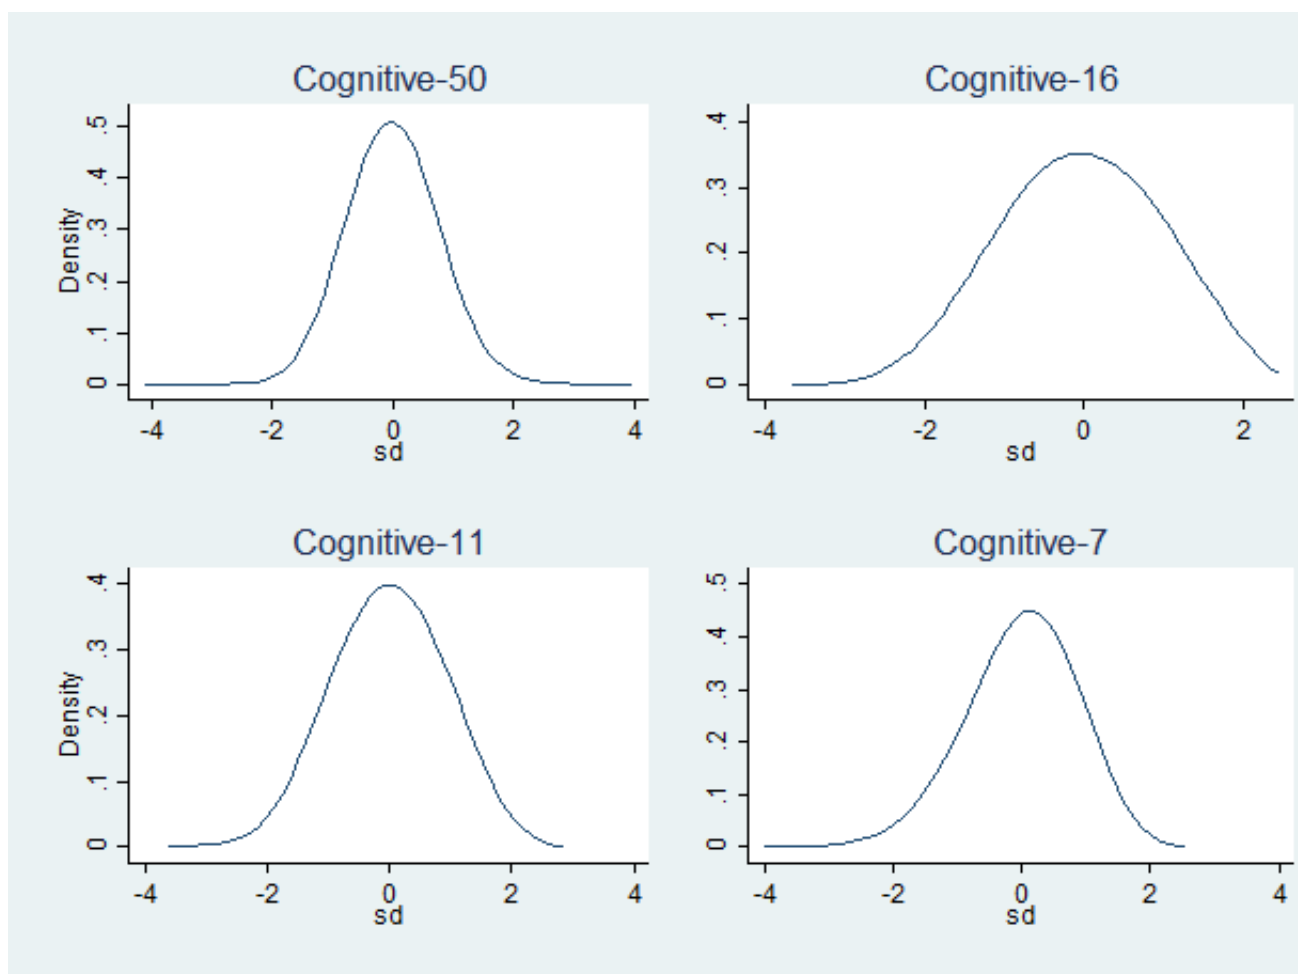 Cognitive-50
Density
0 .1 .2 .3 .4 .5
-4 -2 0 2 4
sd
Cognitive-16
0 .1 .2 .3 .4
-4 -2 0 2
sd
Cognitive-11
Density
0 .1 .2 .3 .4
-4 -2 0 2 4
sd
Cognitive-7
0 .1 .2 .3 .4 .5
-4 -2 0 2 4
sd